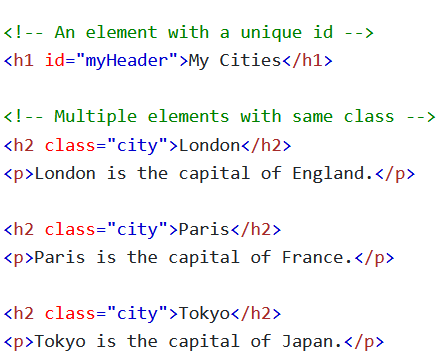 <!-- An element with a unique id -->
<h1 id="myHeader">My Cities</h1>
<!-- Multiple elements with same class -->
<h2 class="city">London</h2>
<p>London is the capital of England.</p>
<h2 class="city">Paris</h2>
<p>Paris is the capital of France.</p>
<h2 class="city">Tokyo</h2>
<p>Tokyo is the capital of Japan.</p>